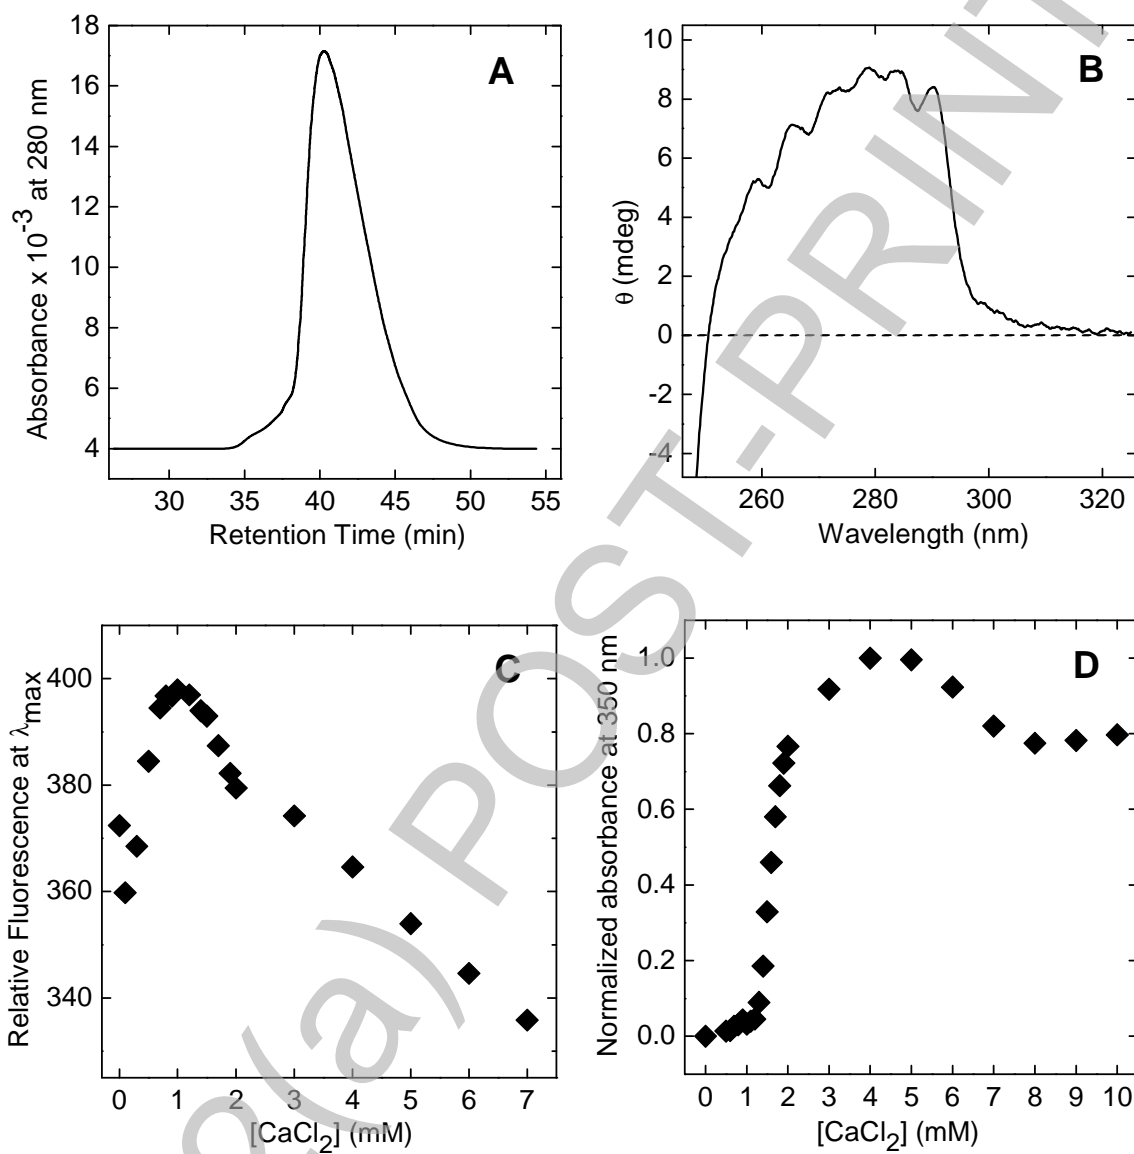 A
18
16
14
12
10
8
6
4
Absorbance x 10-3 at 280 nm
30 35 40 45 50 55
Retention Time (min)
B
10
8
6
4
2
0
-2
-4
θ (mdeg)
260 280 300 320
Wavelength (nm)
C
400
380
360
340
Relative Fluorescence at λmax
0 1 2 3 4 5 6 7
[CaCl2] (mM)
D
1.0
0.8
0.6
0.4
0.2
0.0
Normalized absorbance at 350 nm
0 1 2 3 4 5 6 7 8 9 10
[CaCl2] (mM)
2(a) POST-PRINT